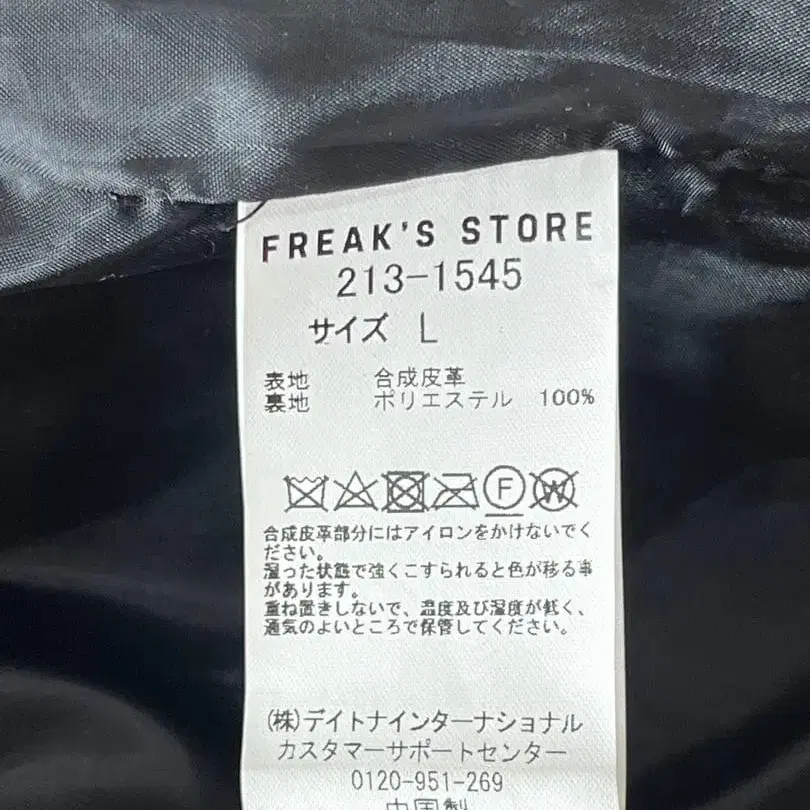 FREAK'S STORE
213-1545
サイズ L
表地 合成皮革
裏地 ポリエステル 100%
F W
合成皮革部分にはアイロンをかけないでく
ださい。
湿った状態で強くこすられると色が移る事
があります。
重ね置きしないで、温度及び湿度が低く、
通気のよいところで保管してください。
(株)デイトナインターナショナル
カスタマーサポートセンター
0120-951-269
中国製